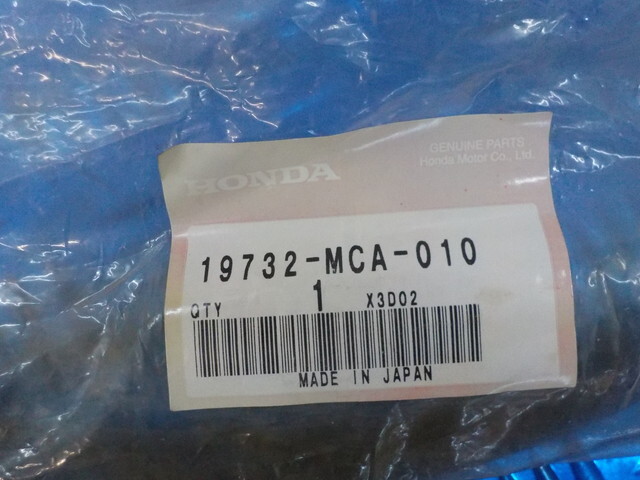 HONDA
GENUINE PARTS
Honda Motor Co., Ltd.
19732-MCA-010
QTY 1 X3D02
MADE IN JAPAN